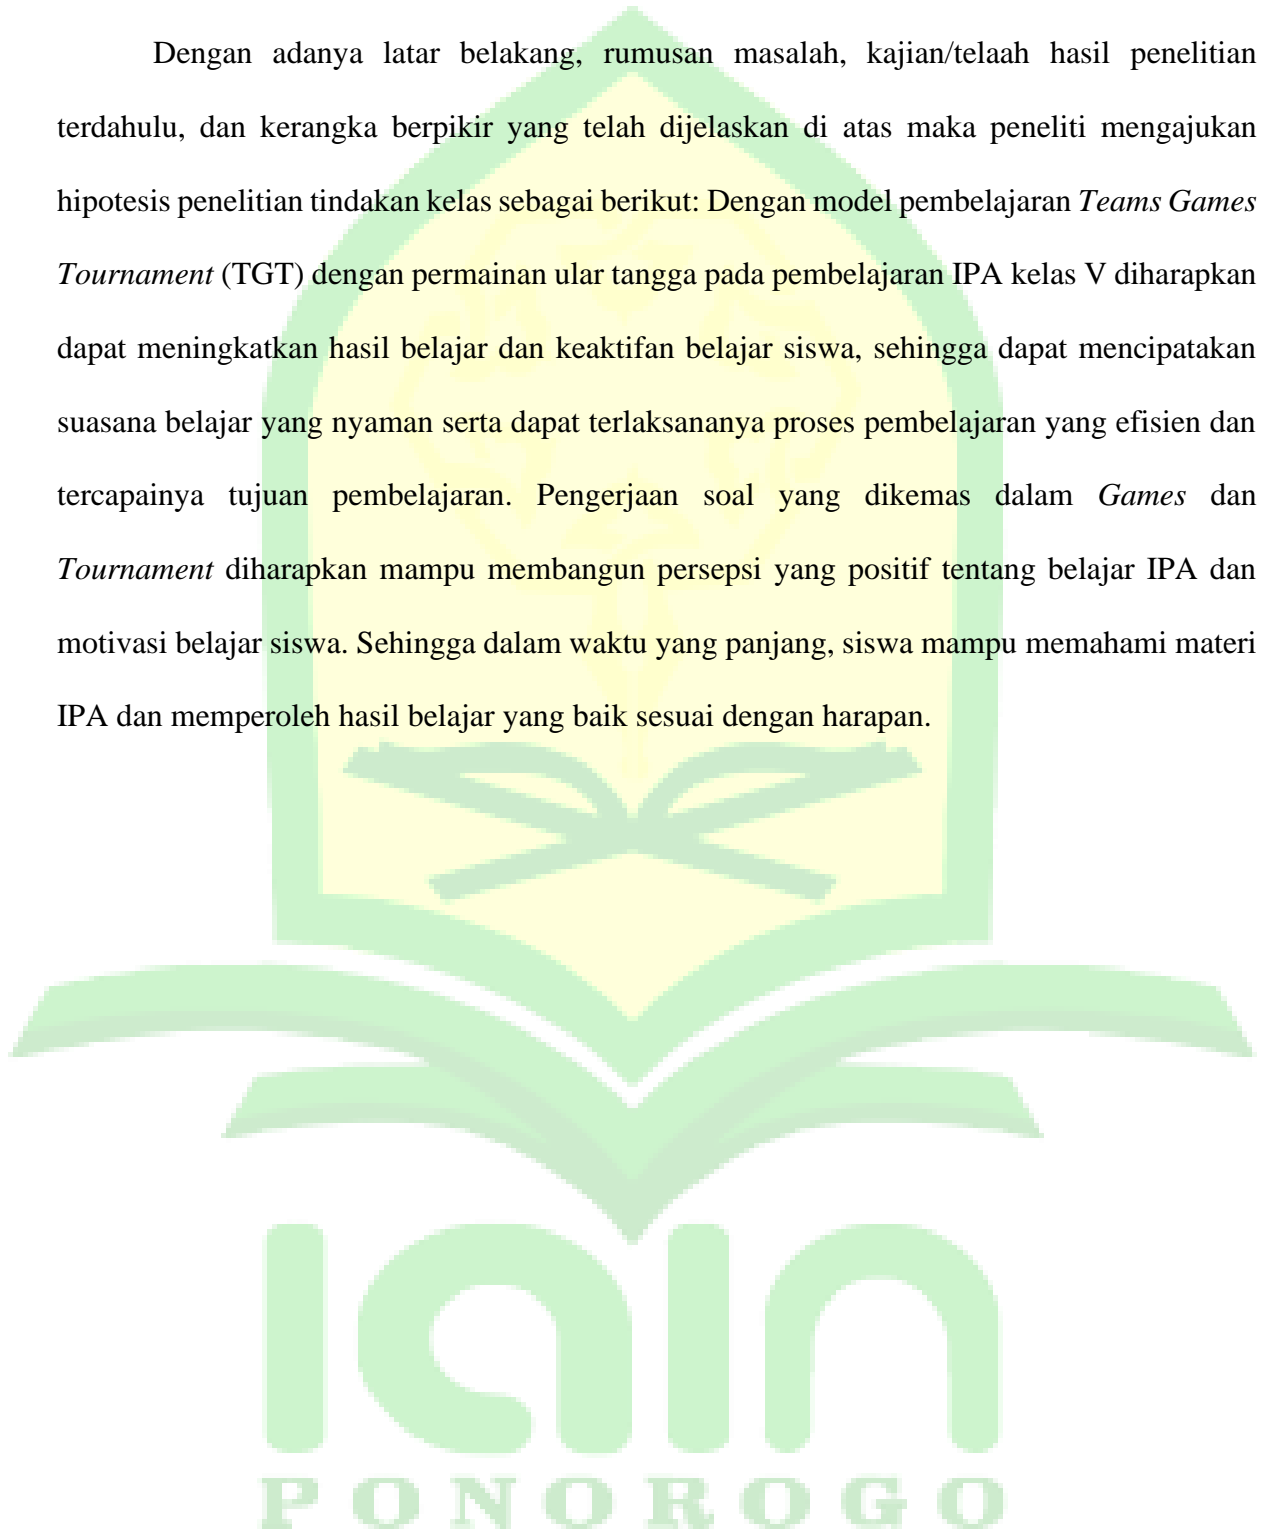 Dengan adanya latar belakang, rumusan masalah, kajian/telaah hasil penelitian
terdahulu, dan kerangka berpikir yang telah dijelaskan di atas maka peneliti mengajukan
hipotesis penelitian tindakan kelas sebagai berikut: Dengan model pembelajaran Teams Games
Tournament (TGT) dengan permainan ular tangga pada pembelajaran IPA kelas V diharapkan
dapat meningkatkan hasil belajar dan keaktifan belajar siswa, sehingga dapat mencipatakan
suasana belajar yang nyaman serta dapat terlaksananya proses pembelajaran yang efisien dan
tercapainya tujuan pembelajaran. Pengerjaan soal yang dikemas dalam Games dan
Tournament diharapkan mampu membangun persepsi yang positif tentang belajar IPA dan
motivasi belajar siswa. Sehingga dalam waktu yang panjang, siswa mampu memahami materi
IPA dan memperoleh hasil belajar yang baik sesuai dengan harapan.
iain
PONOROGO